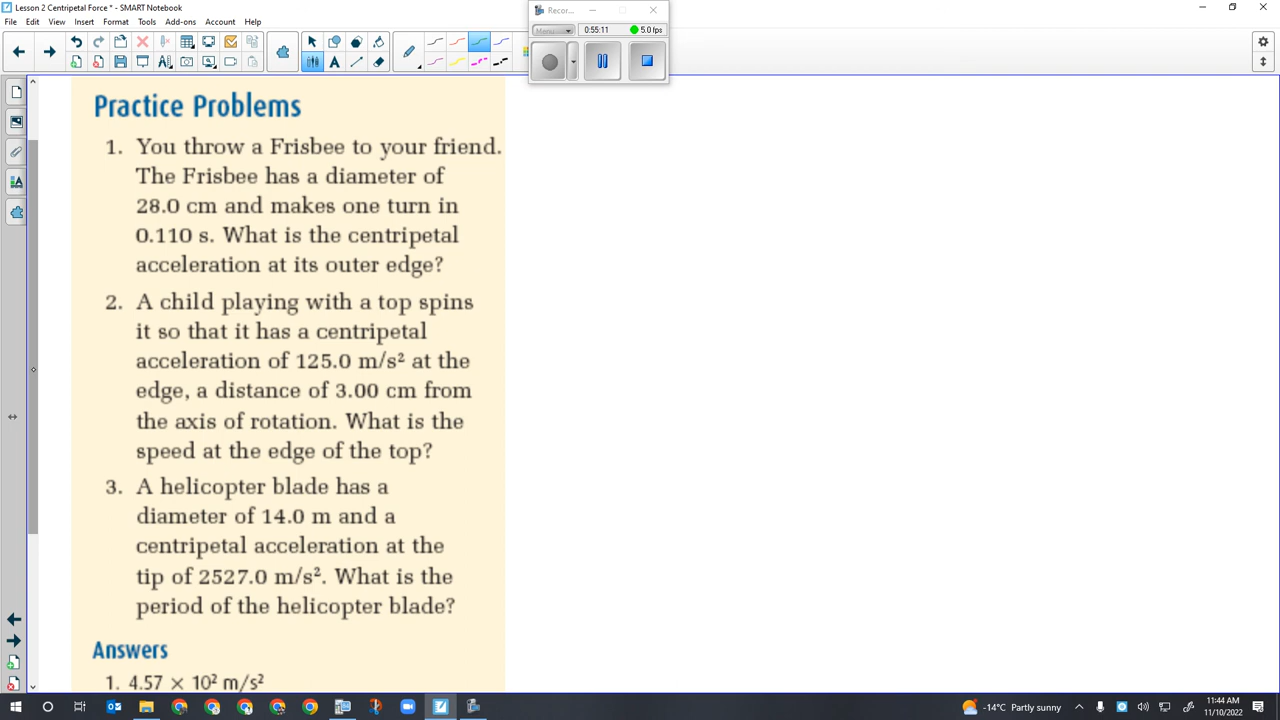 Lesson 2 Centripetal Force * - SMART Notebook
File Edit View Insert Format Tools Add-ons Account Help
Recor...
Menu
0:55:11
5.0 fps
Practice Problems
1. You throw a Frisbee to your friend.
The Frisbee has a diameter of
28.0 cm and makes one turn in
0.110 s. What is the centripetal
acceleration at its outer edge?
2. A child playing with a top spins
it so that it has a centripetal
acceleration of 125.0 m/s² at the
edge, a distance of 3.00 cm from
the axis of rotation. What is the
speed at the edge of the top?
3. A helicopter blade has a
diameter of 14.0 m and a
centripetal acceleration at the
tip of 2527.0 m/s². What is the
period of the helicopter blade?
Answers
1. 4.57 × 10² m/s²
-14°C Partly sunny
11:44 AM
11/10/2022